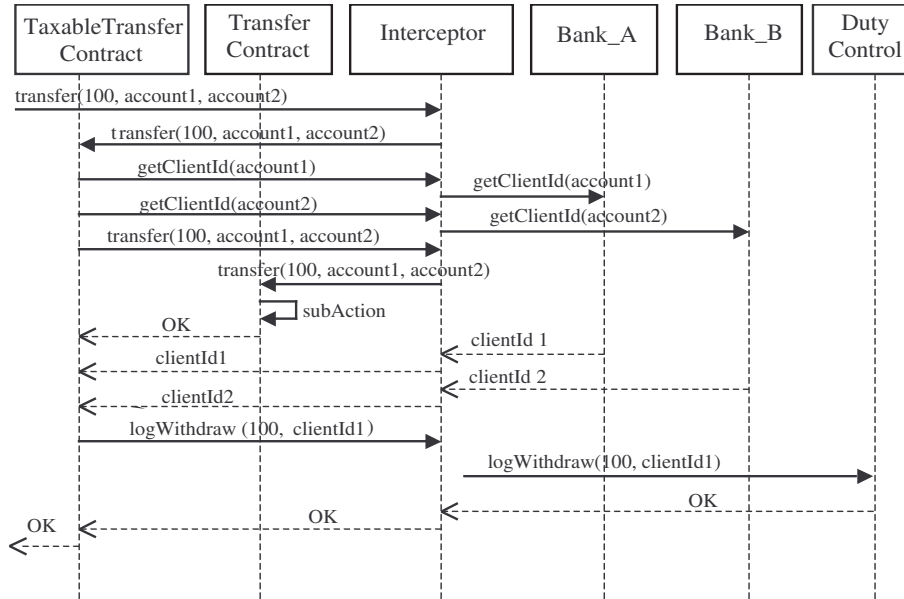 TaxableTransfer
Contract
Transfer
Contract
Interceptor
Bank_A
Bank_B
Duty
Control
transfer(100, account1, account2)
transfer(100, account1, account2)
getClientId(account1)
getClientId(account1)
getClientId(account2)
getClientId(account2)
transfer(100, account1, account2)
transfer(100, account1, account2)
subAction
OK
clientId 1
clientId1
clientId 2
clientId2
logWithdraw (100, clientId1)
logWithdraw(100, clientId1)
OK
OK
OK